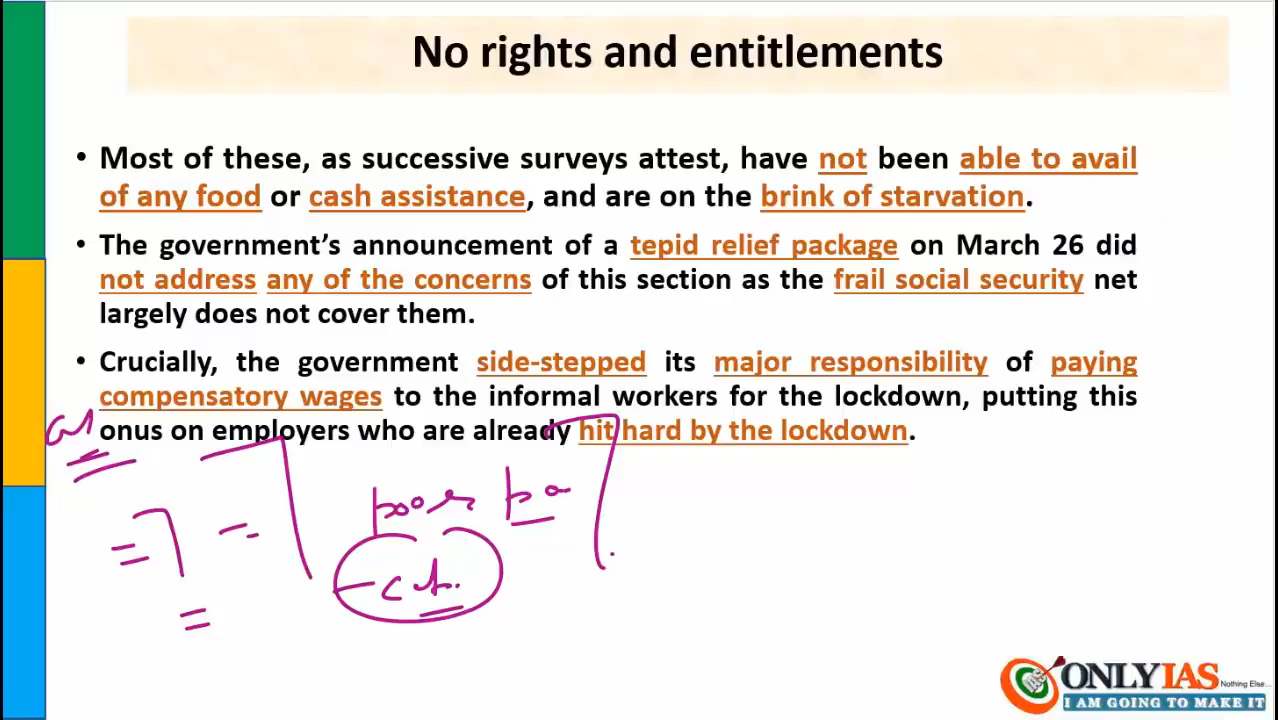 No rights and entitlements
• Most of these, as successive surveys attest, have not been able to avail
of any food or cash assistance, and are on the brink of starvation.
• The government’s announcement of a tepid relief package on March 26 did
not address any of the concerns of this section as the frail social security net
largely does not cover them.
• Crucially, the government side-stepped its major responsibility of paying
compensatory wages to the informal workers for the lockdown, putting this
onus on employers who are already hit hard by the lockdown.
poor
ONLYIAS
Nothing Else...
I AM GOING TO MAKE IT